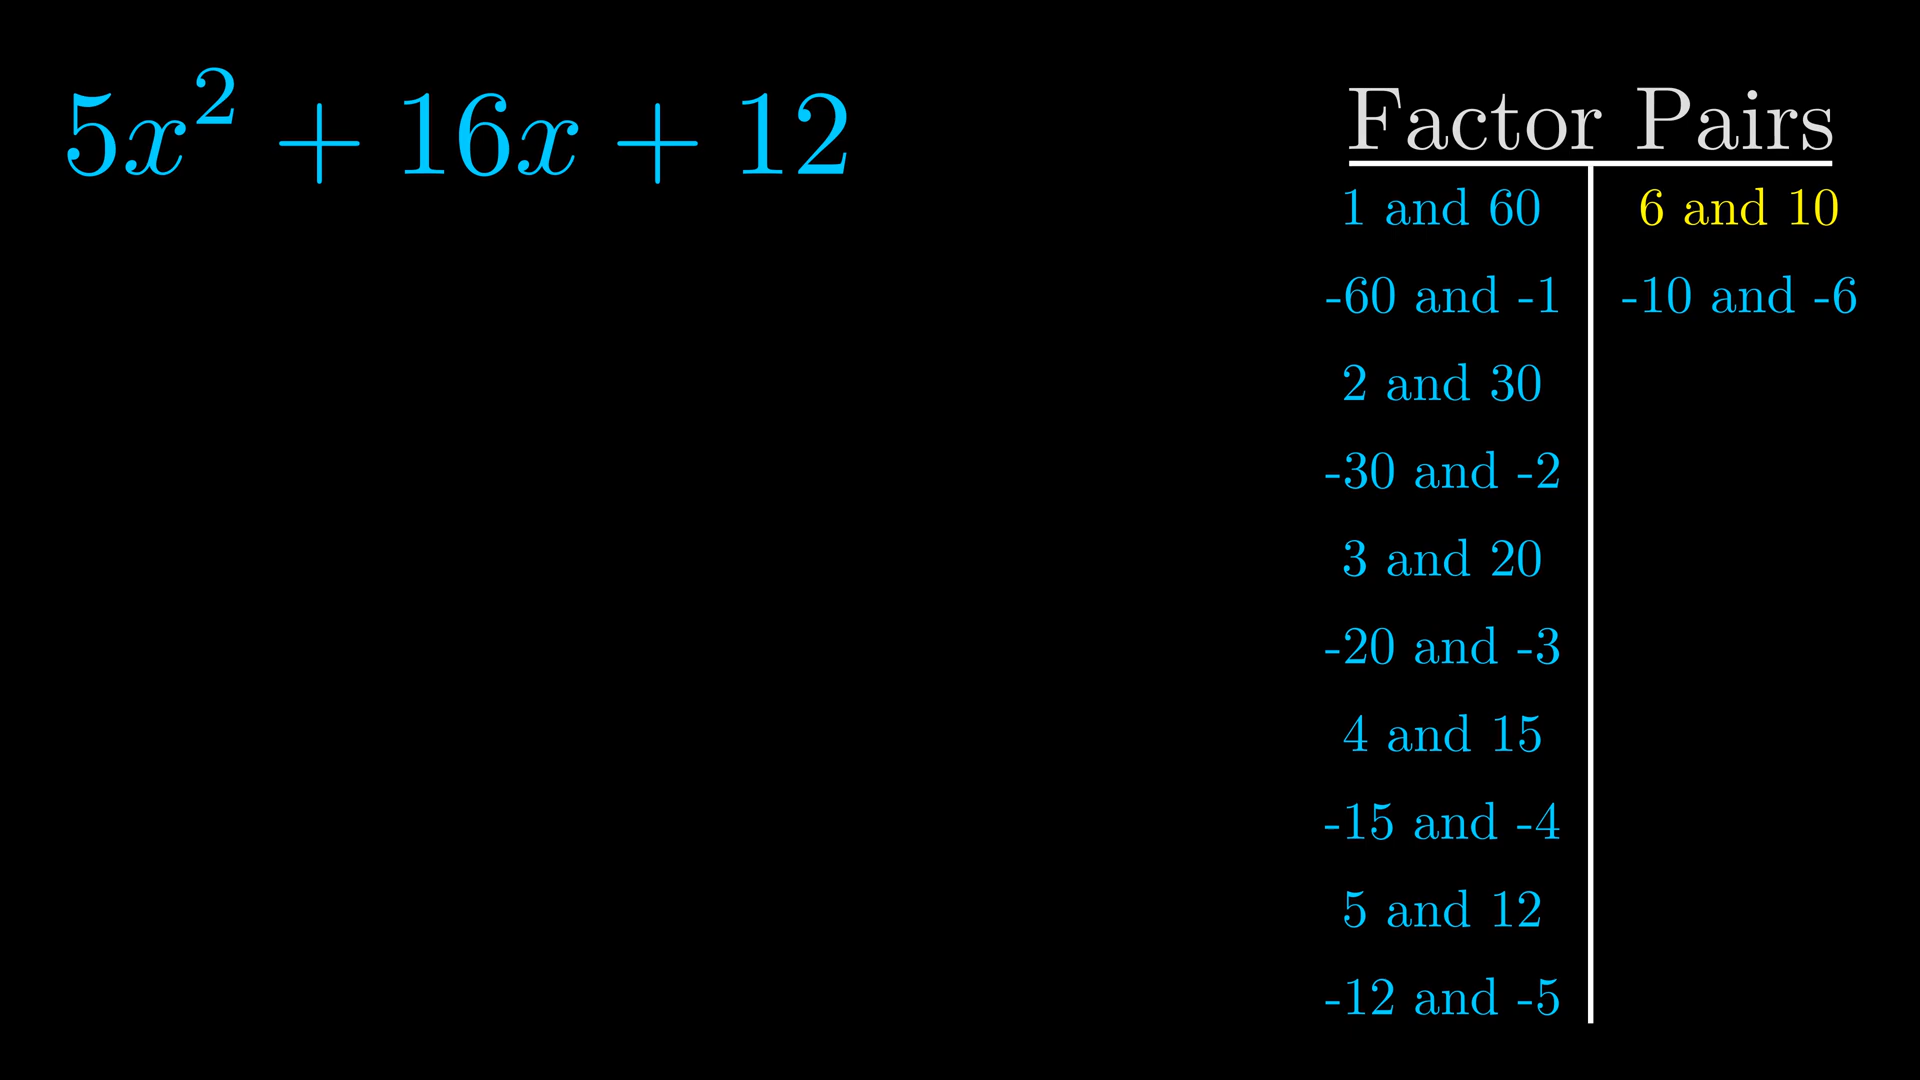 5x² + 16x + 12
Factor Pairs
1 and 60
-60 and -1
2 and 30
-30 and -2
3 and 20
-20 and -3
4 and 15
-15 and -4
5 and 12
-12 and -5
6 and 10
-10 and -6